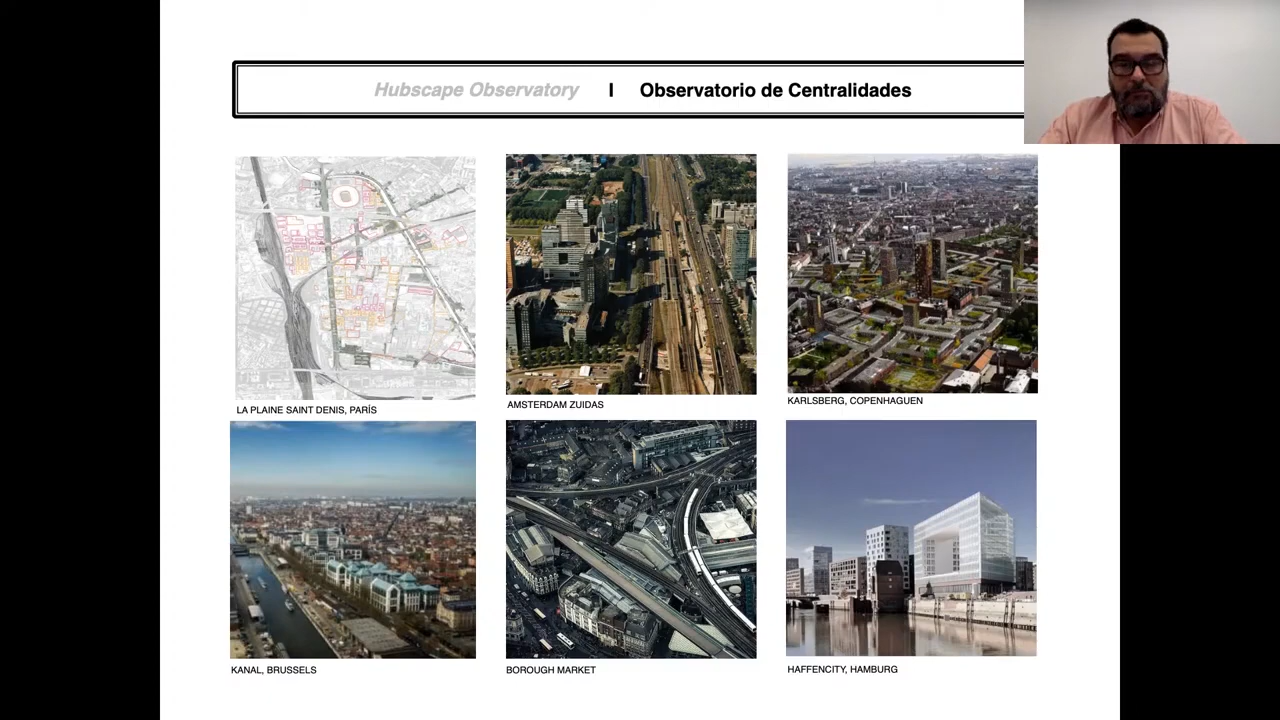 Hubscape Observatory | Observatorio de Centralidades
LA PLAINE SAINT DENIS, PARÍS
AMSTERDAM ZUIDAS
KARLSBERG, COPENHAGUEN
KANAL, BRUSSELS
BOROUGH MARKET
HAFFENCITY, HAMBURG